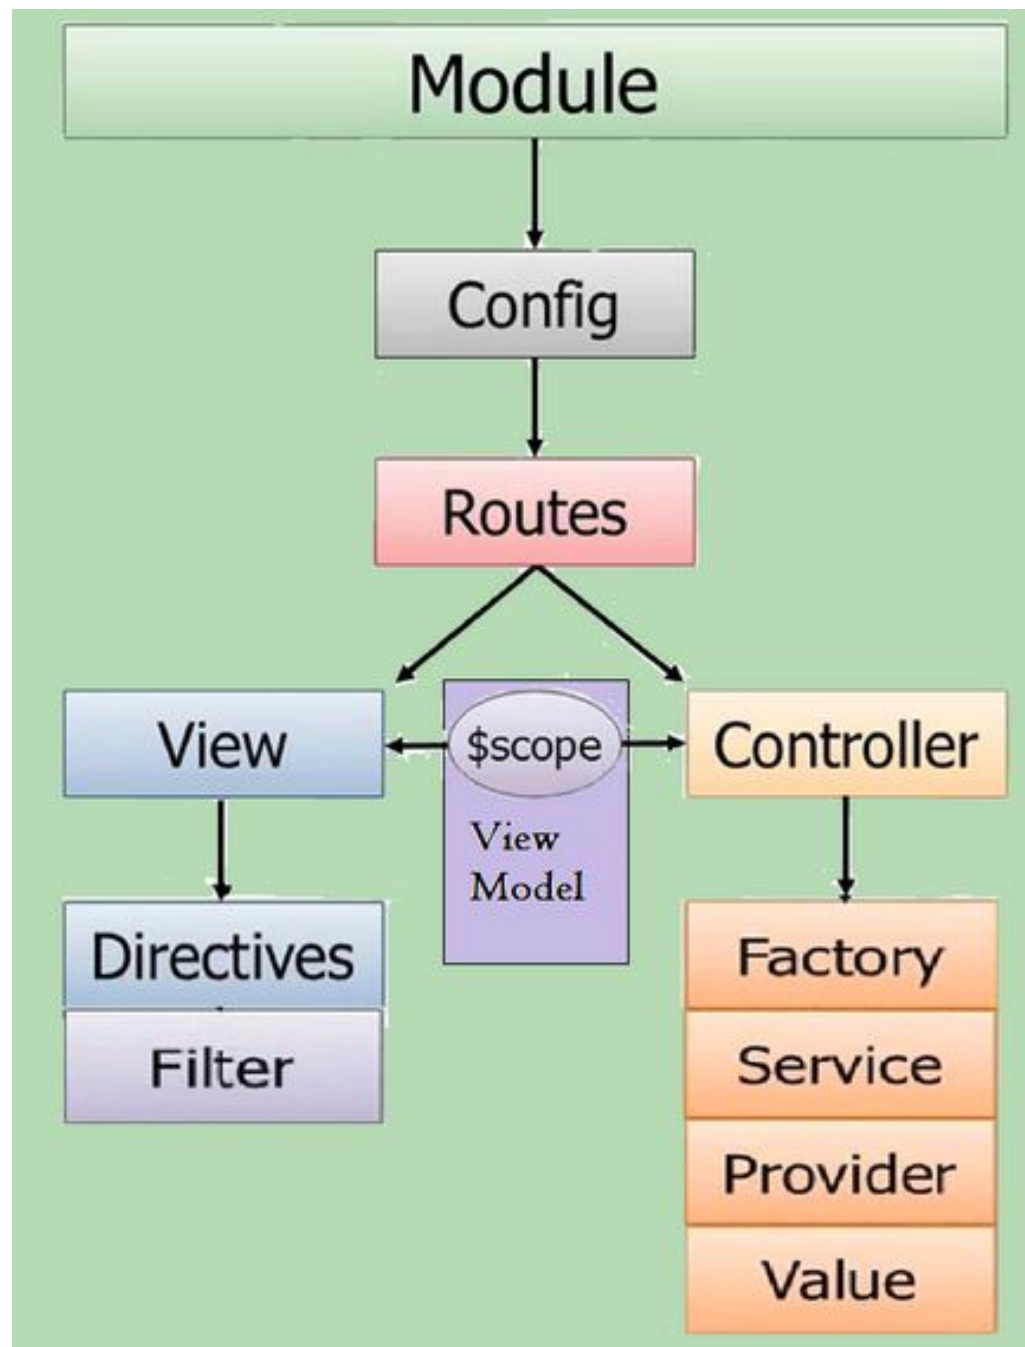 Module
Config
Routes
View
$scope
Controller
View
Model
Directives
Filter
Factory
Service
Provider
Value